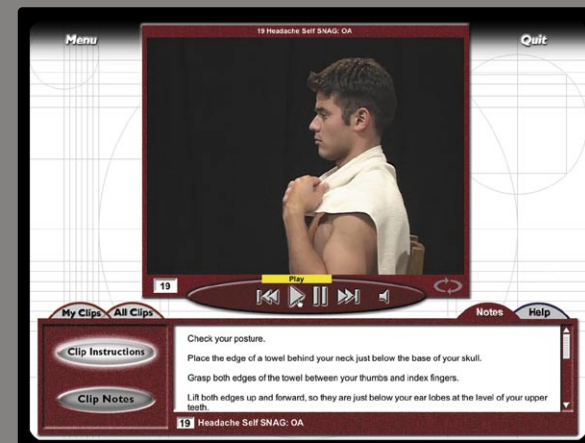 19 Headache Self SNAG: OA
Menu
Quit
Play
19
My Clips
All Clips
Notes
Help
Clip Instructions
Clip Notes
Check your posture.
Place the edge of a towel behind your neck just below the base of your skull.
Grasp both edges of the towel between your thumbs and index fingers.
Lift both edges up and forward, so they are just below your ear lobes at the level of your upper
teeth.
19 Headache Self SNAG: OA